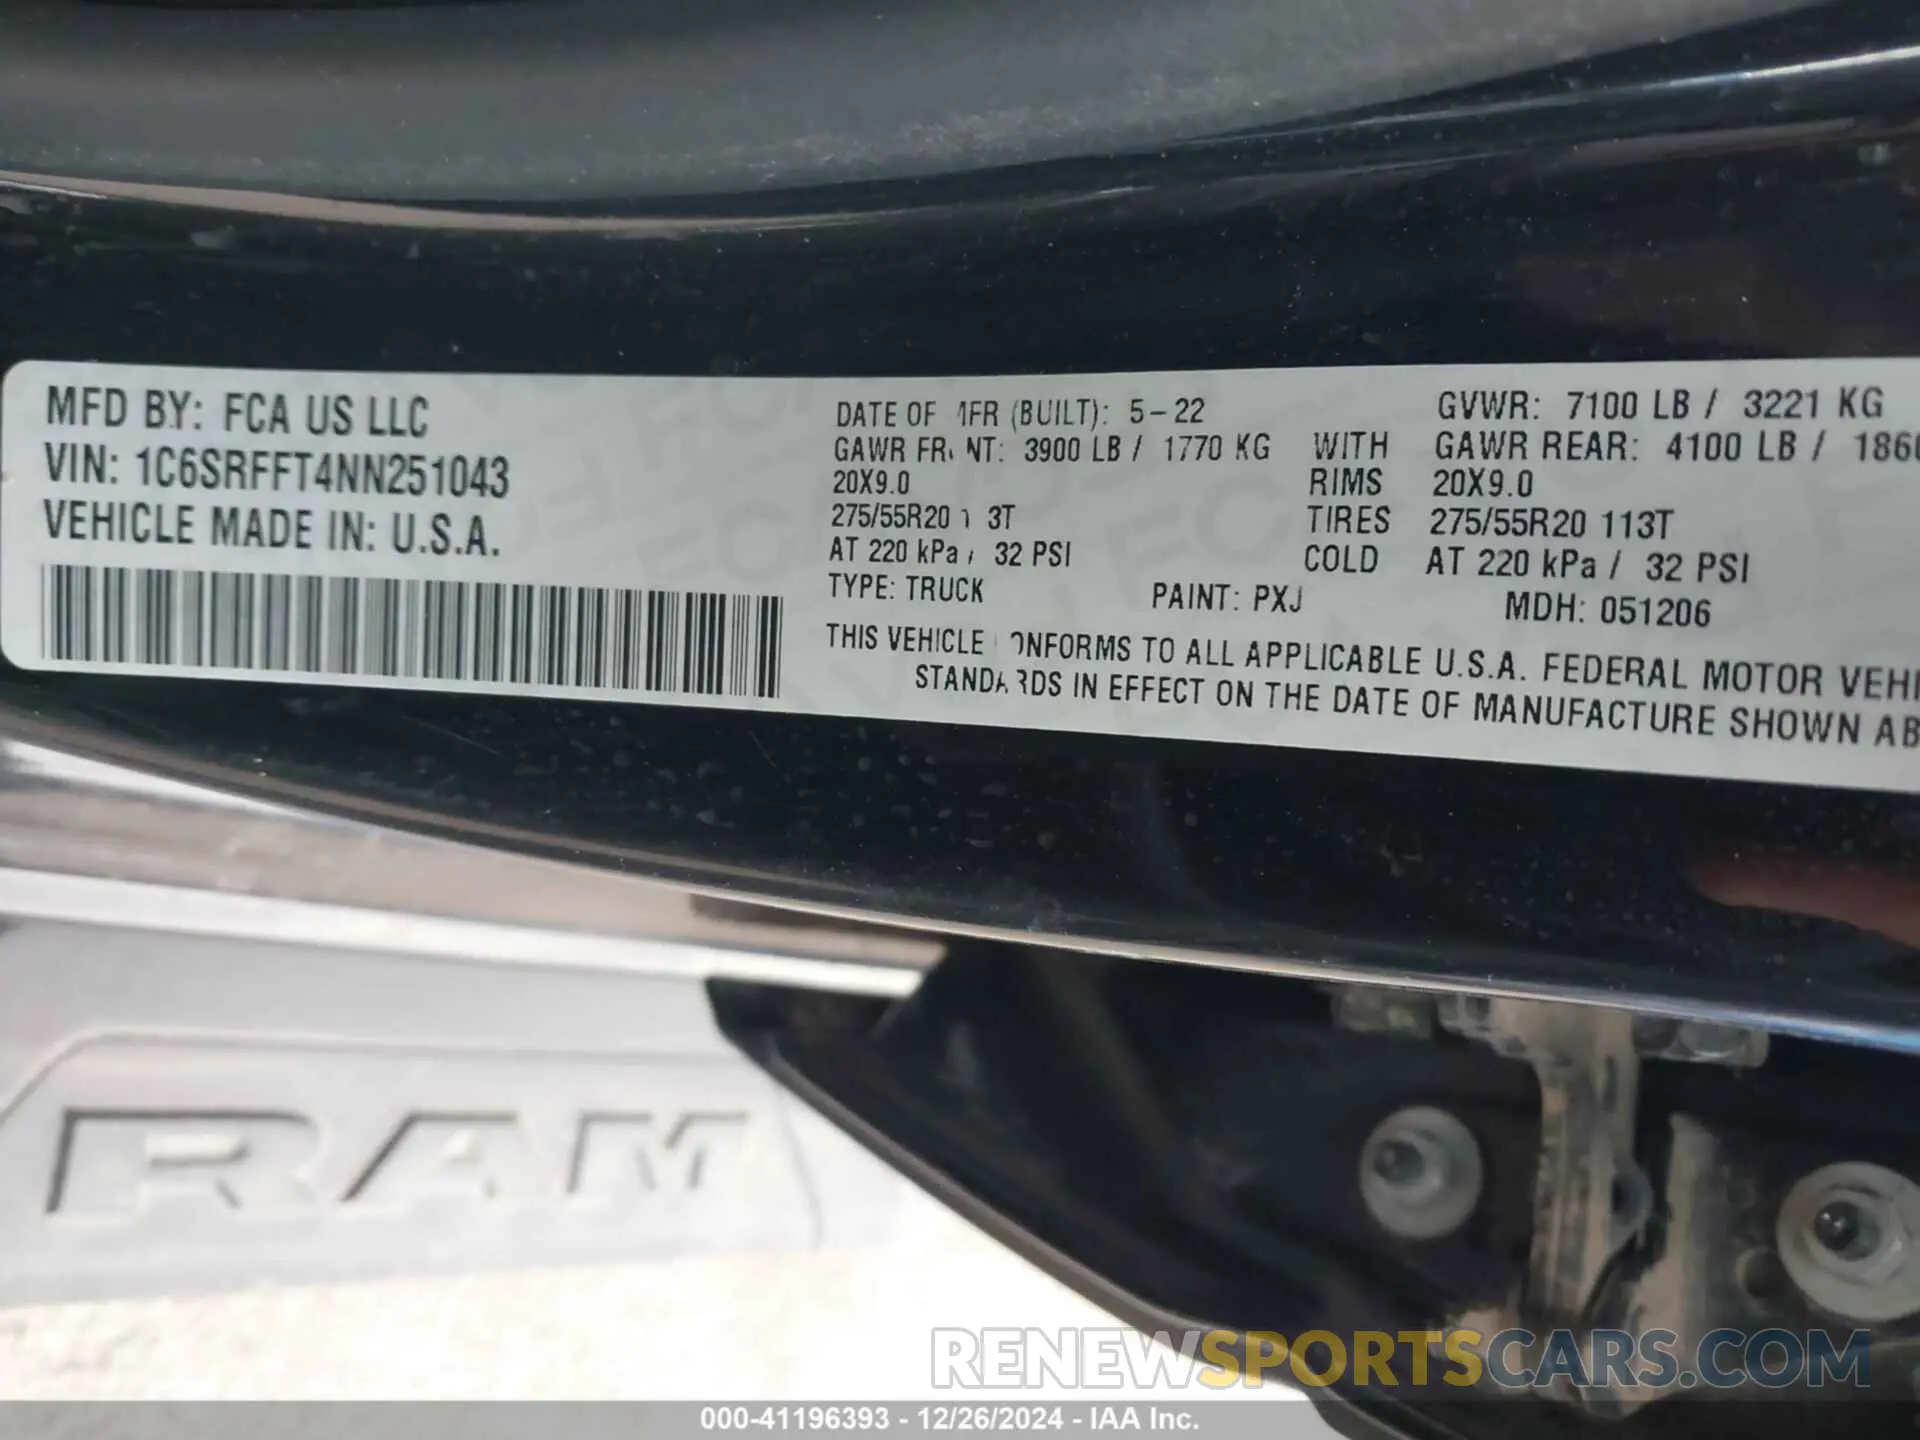 MFD BY: FCA US LLC
VIN: 1C6SRFFT4NN251043
VEHICLE MADE IN: U.S.A.
DATE OF MFR (BUILT): 5-22 GVWR: 7100 LB / 3221 KG
GAWR FRONT: 3900 LB / 1770 KG WITH GAWR REAR: 4100 LB / 1860
20X9.0 RIMS 20X9.0
275/55R20 113T TIRES 275/55R20 113T
AT 220 kPa / 32 PSI COLD AT 220 kPa / 32 PSI
TYPE: TRUCK PAINT: PXJ MDH: 051206
THIS VEHICLE CONFORMS TO ALL APPLICABLE U.S.A. FEDERAL MOTOR VEHI
STANDARDS IN EFFECT ON THE DATE OF MANUFACTURE SHOWN AB
RAM
RENEWSPORTSCARS.COM
000-41196393 - 12/26/2024 - IAA Inc.